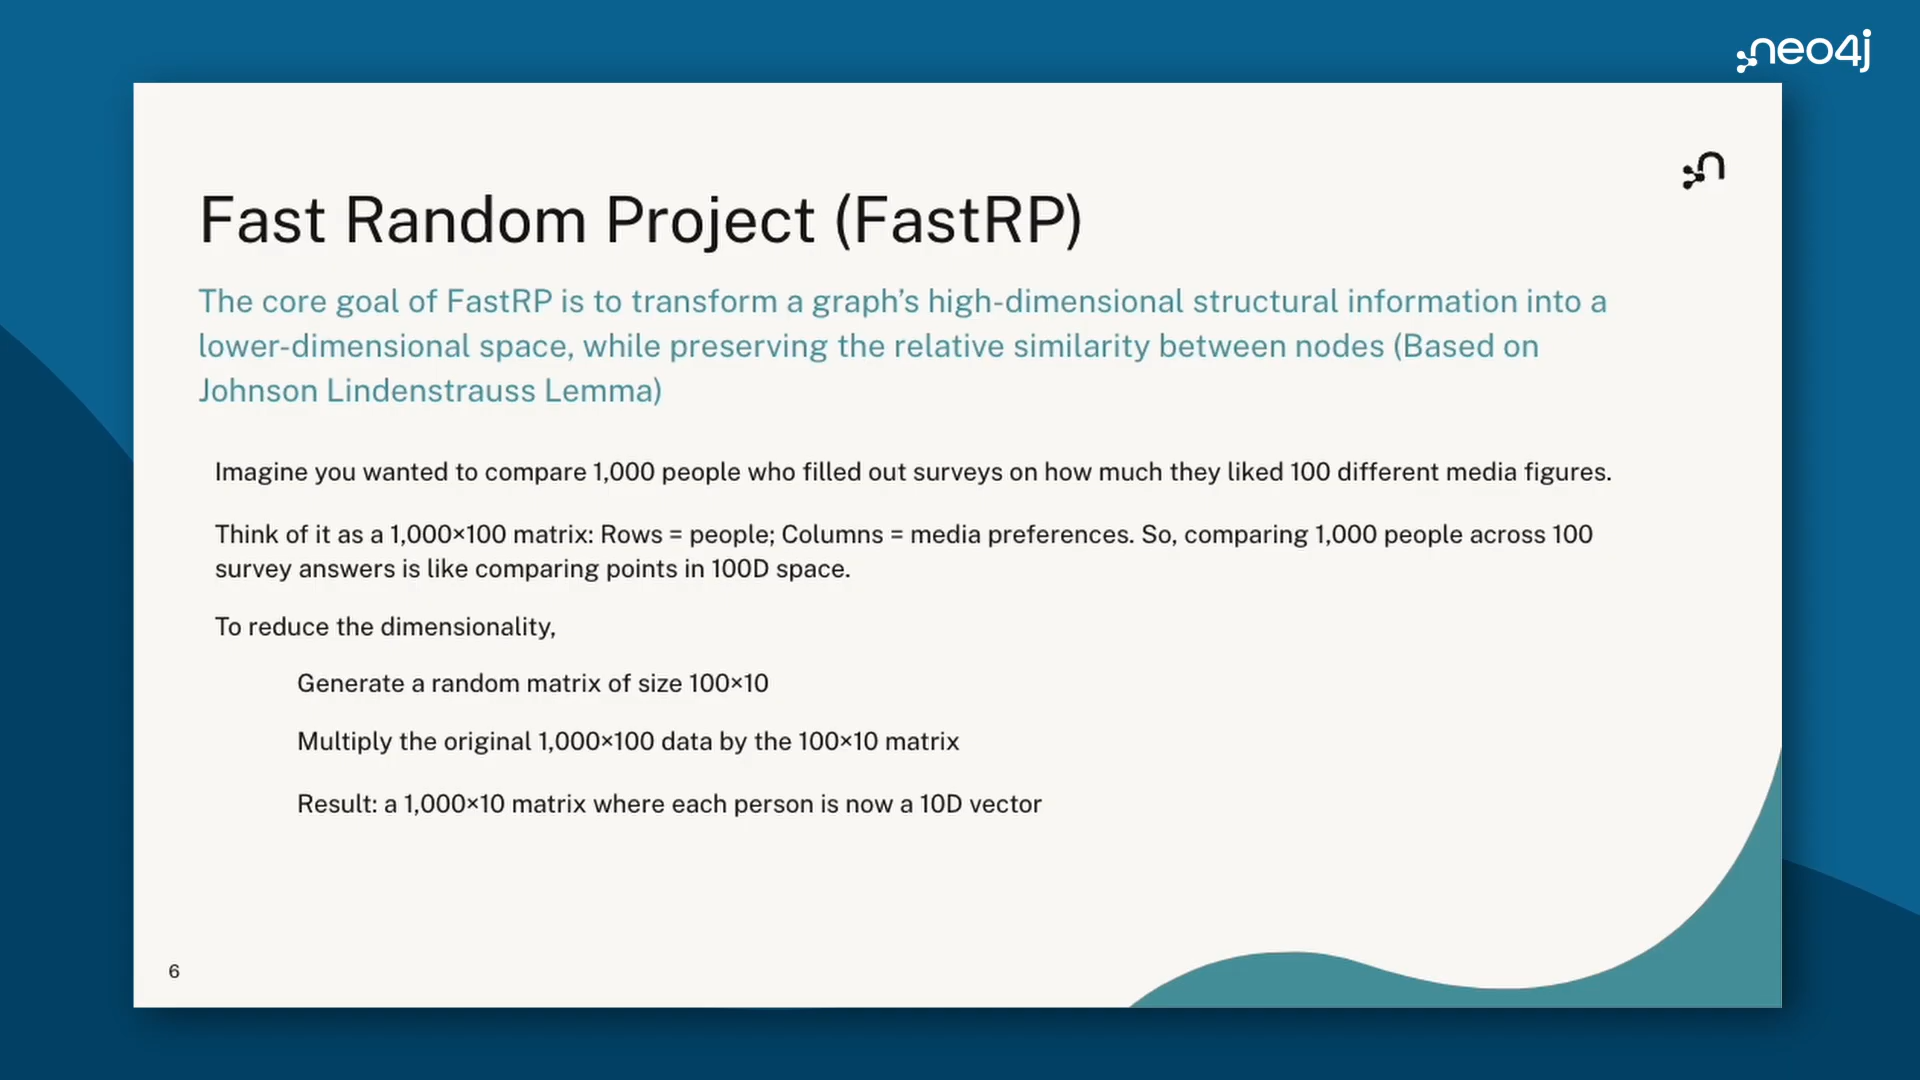 neo4j
Fast Random Project (FastRP)
The core goal of FastRP is to transform a graph’s high-dimensional structural information into a
lower-dimensional space, while preserving the relative similarity between nodes (Based on
Johnson Lindenstrauss Lemma)
Imagine you wanted to compare 1,000 people who filled out surveys on how much they liked 100 different media figures.
Think of it as a 1,000×100 matrix: Rows = people; Columns = media preferences. So, comparing 1,000 people across 100
survey answers is like comparing points in 100D space.
To reduce the dimensionality,
Generate a random matrix of size 100×10
Multiply the original 1,000×100 data by the 100×10 matrix
Result: a 1,000×10 matrix where each person is now a 10D vector
6